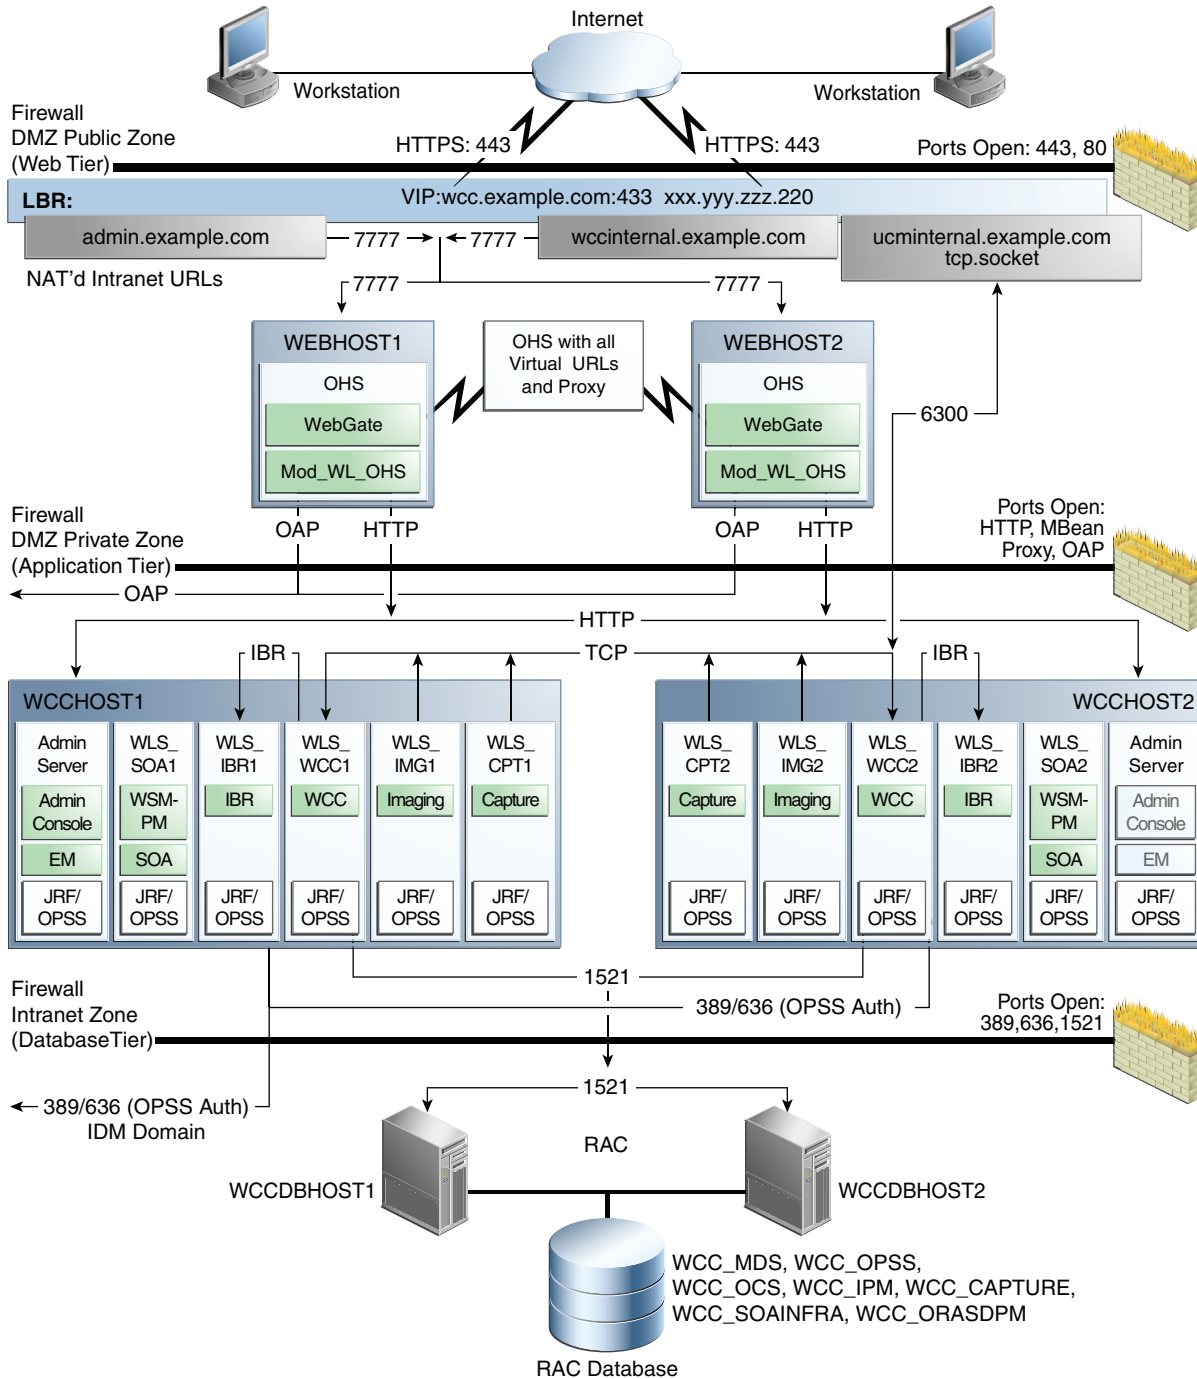 Internet
Workstation
Workstation
Firewall
DMZ Public Zone
(Web Tier)
HTTPS: 443
HTTPS: 443
Ports Open: 443, 80
LBR:
VIP:wcc.example.com:433 xxx.yyy.zzz.220
admin.example.com
7777
7777
wccinternal.example.com
ucminternal.example.com
tcp.socket
NAT'd Intranet URLs
7777
7777
WEBHOST1
OHS
WebGate
Mod_WL_OHS
OHS with all
Virtual URLs
and Proxy
WEBHOST2
OHS
WebGate
Mod_WL_OHS
6300
OAP
HTTP
OAP
HTTP
Firewall
DMZ Private Zone
(Application Tier)
Ports Open:
HTTP, MBean
Proxy, OAP
OAP
HTTP
IBR
TCP
IBR
WCCHOST1
Admin
Server
Admin
Console
EM
JRF/
OPSS
WLS_
SOA1
WSM-
PM
SOA
JRF/
OPSS
WLS_
IBR1
IBR
JRF/
OPSS
WLS_
WCC1
WCC
JRF/
OPSS
WLS_
IMG1
Imaging
JRF/
OPSS
WLS_
CPT1
Capture
JRF/
OPSS
WCCHOST2
WLS_
CPT2
Capture
JRF/
OPSS
WLS_
IMG2
Imaging
JRF/
OPSS
WLS_
WCC2
WCC
JRF/
OPSS
WLS_
IBR2
IBR
JRF/
OPSS
WLS_
SOA2
WSM-
PM
SOA
JRF/
OPSS
Admin
Server
Admin
Console
EM
JRF/
OPSS
1521
389/636 (OPSS Auth)
Firewall
Intranet Zone
(DatabaseTier)
Ports Open:
389,636,1521
389/636 (OPSS Auth)
IDM Domain
1521
RAC
WCCDBHOST1
WCCDBHOST2
WCC_MDS, WCC_OPSS,
WCC_OCS, WCC_IPM, WCC_CAPTURE,
WCC_SOAINFRA, WCC_ORASDPM
RAC Database